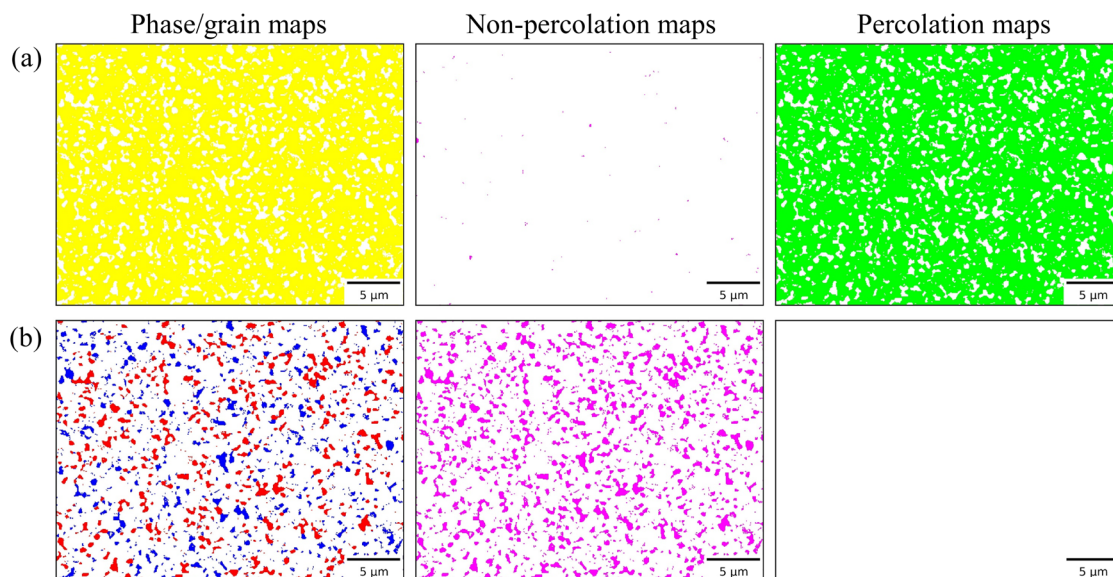 Phase/grain maps Non-percolation maps Percolation maps
(a)
5 μm 5 μm 5 μm
(b)
5 μm 5 μm 5 μm